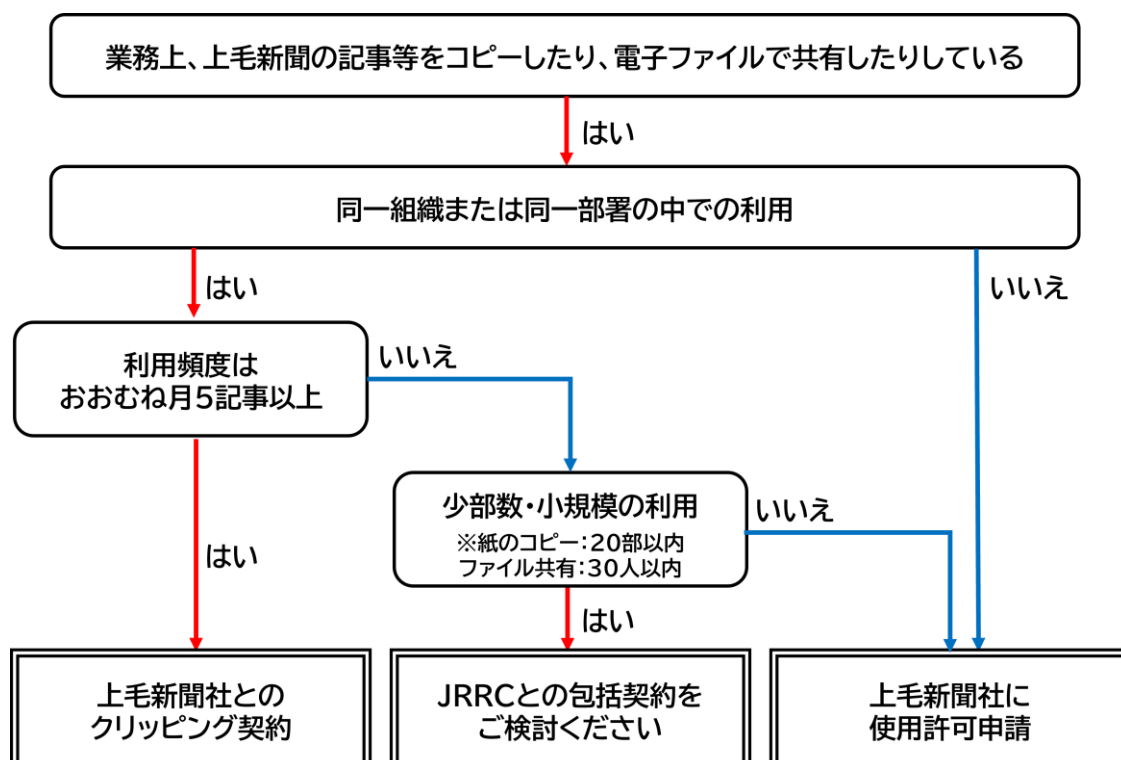 業務上、上毛新聞の記事等をコピーしたり、電子ファイルで共有したりしている
はい
同一組織または同一部署の中での利用
はい
いいえ
利用頻度は
おおむね月5記事以上
いいえ
少部数・小規模の利用
※紙のコピー：20部以内
ファイル共有：30人以内
いいえ
はい
はい
上毛新聞社との
クリッピング契約
JRRCとの包括契約を
ご検討ください
上毛新聞社に
使用許可申請